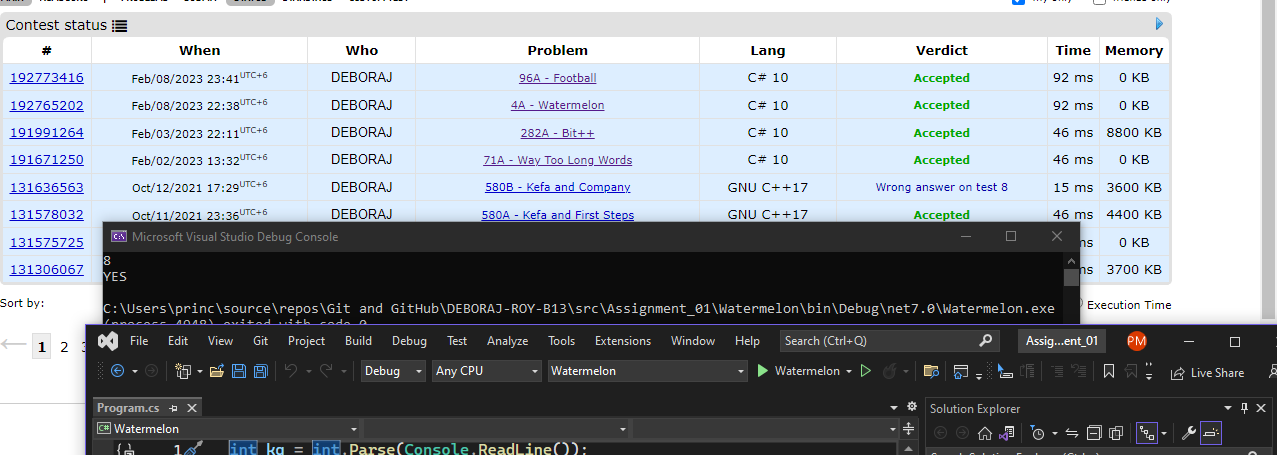 Contest status
# When Who Problem Lang Verdict Time Memory
192773416 Feb/08/2023 23:41 UTC+6 DEBORAJ 96A - Football C# 10 Accepted 92 ms 0 KB
192765202 Feb/08/2023 22:38 UTC+6 DEBORAJ 4A - Watermelon C# 10 Accepted 92 ms 0 KB
191991264 Feb/03/2023 22:11 UTC+6 DEBORAJ 282A - Bit++ C# 10 Accepted 46 ms 8800 KB
191671250 Feb/02/2023 13:32 UTC+6 DEBORAJ 71A - Way Too Long Words C# 10 Accepted 46 ms 0 KB
131636563 Oct/12/2021 17:29 UTC+6 DEBORAJ 580B - Kefa and Company GNU C++17 Wrong answer on test 8 15 ms 3600 KB
131578032 Oct/11/2021 23:36 UTC+6 DEBORAJ 580A - Kefa and First Steps GNU C++17 Accepted 46 ms 4400 KB
131575725 ms 0 KB
131306067 3700 KB
Microsoft Visual Studio Debug Console
8
YES
C:\Users\princ\source\repos\Git and GitHub\DEBORAJ-ROY-B13\src\Assignment_01\Watermelon\bin\Debug\net7.0\Watermelon.exe
(process 4948) exited with code 0
Sort by: Execution Time
1 2
File Edit View Git Project Build Debug Test Analyze Tools Extensions Window Help Search (Ctrl+Q) Assig...ent_01 PM
Debug Any CPU Watermelon Watermelon Live Share
Program.cs Solution Explorer
Watermelon
1 int kg = int.Parse(Console.ReadLine());